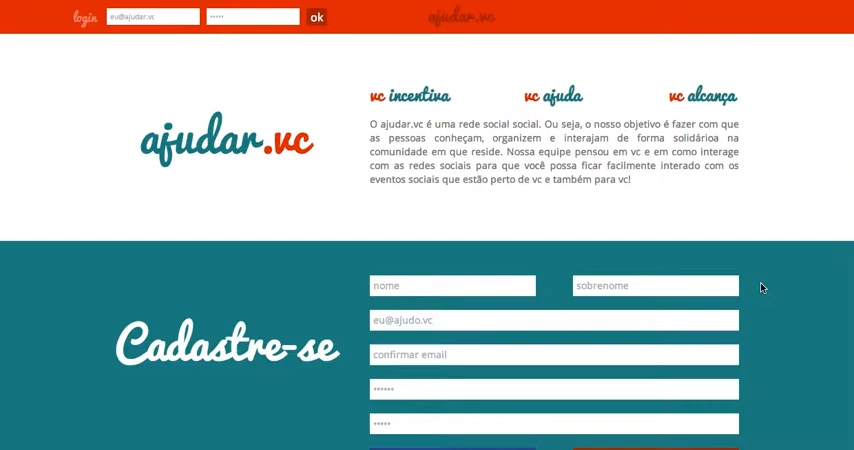 login eu@ajudar.vc ••••• ok ajudar.vc
ajudar.vc
vc incentiva vc ajuda vc alcança
O ajudar.vc é uma rede social social. Ou seja, o nosso objetivo é fazer com que
as pessoas conheçam, organizem e interajam de forma solidárioa na
comunidade em que reside. Nossa equipe pensou em vc e em como interage
com as redes sociais para que você possa ficar facilmente interado com os
eventos sociais que estão perto de vc e também para vc!
Cadastre-se
nome sobrenome
eu@ajudo.vc
confirmar email
••••••
•••••